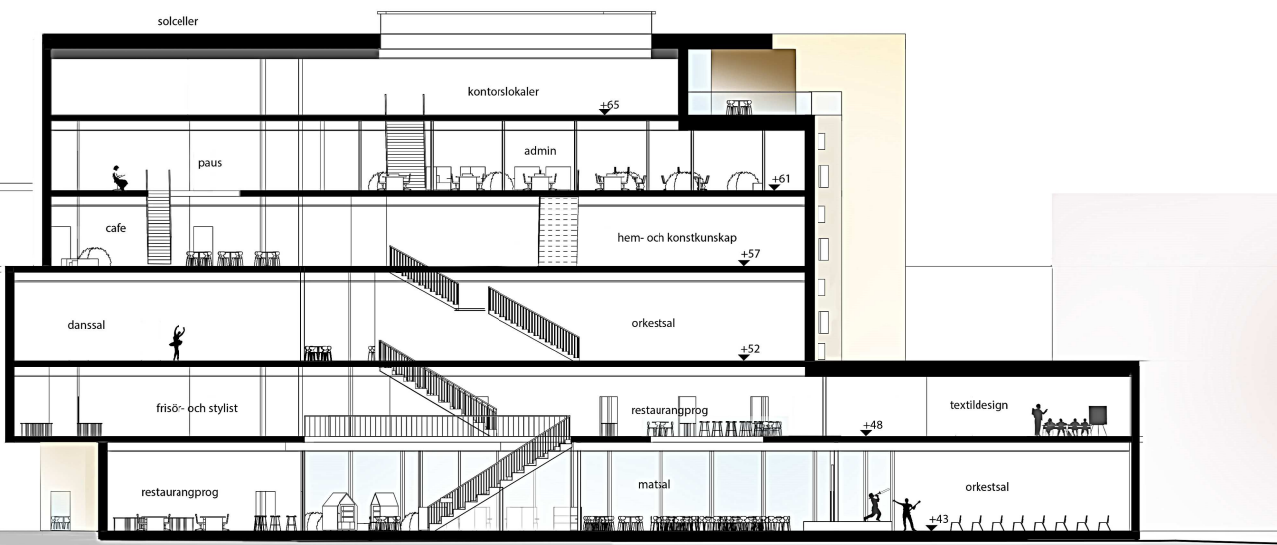 solceller
kontorslokaler
+65
paus
admin
+61
cafe
hem- och konstkunskap
+57
danssal
orkestsal
+52
frisör- och stylist
restaurangprog
textildesign
+48
restaurangprog
matsal
orkestsal
+43